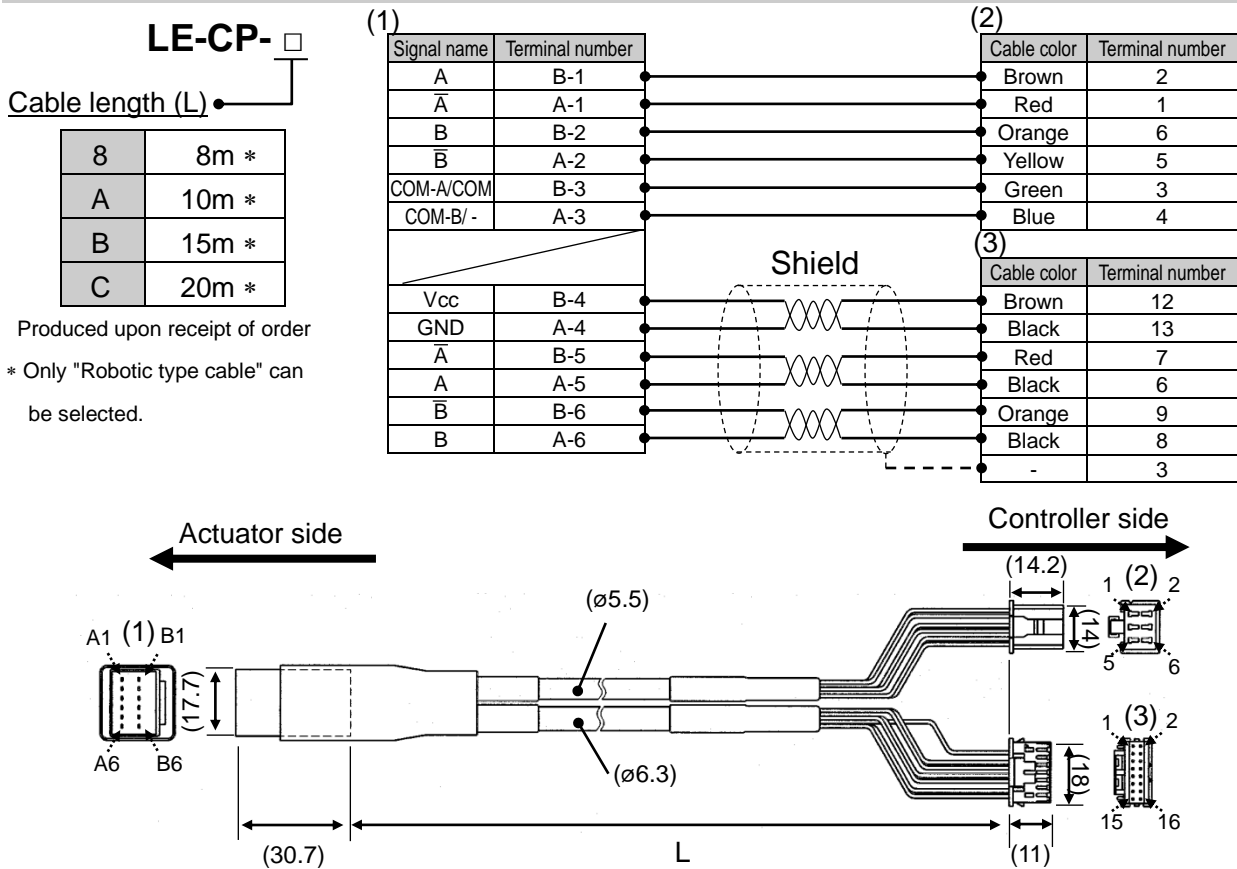 LE-CP- □
Cable length (L)
8 8m *
A 10m *
B 15m *
C 20m *
Produced upon receipt of order
* Only "Robotic type cable" can
be selected.
(1)
Signal name Terminal number
A B-1
A̅ A-1
B B-2
B̅ A-2
COM-A/COM B-3
COM-B/ - A-3
Vcc B-4
GND A-4
A̅ B-5
A A-5
B̅ B-6
B A-6
Shield
(2)
Cable color Terminal number
Brown 2
Red 1
Orange 6
Yellow 5
Green 3
Blue 4
(3)
Cable color Terminal number
Brown 12
Black 13
Red 7
Black 6
Orange 9
Black 8
- 3
Actuator side
Controller side
A1 (1) B1
A6 B6
(17.7)
(30.7)
(ø5.5)
(ø6.3)
L
(14.2)
(14)
1 (2) 2
5 6
(18)
(11)
1 (3) 2
15 16